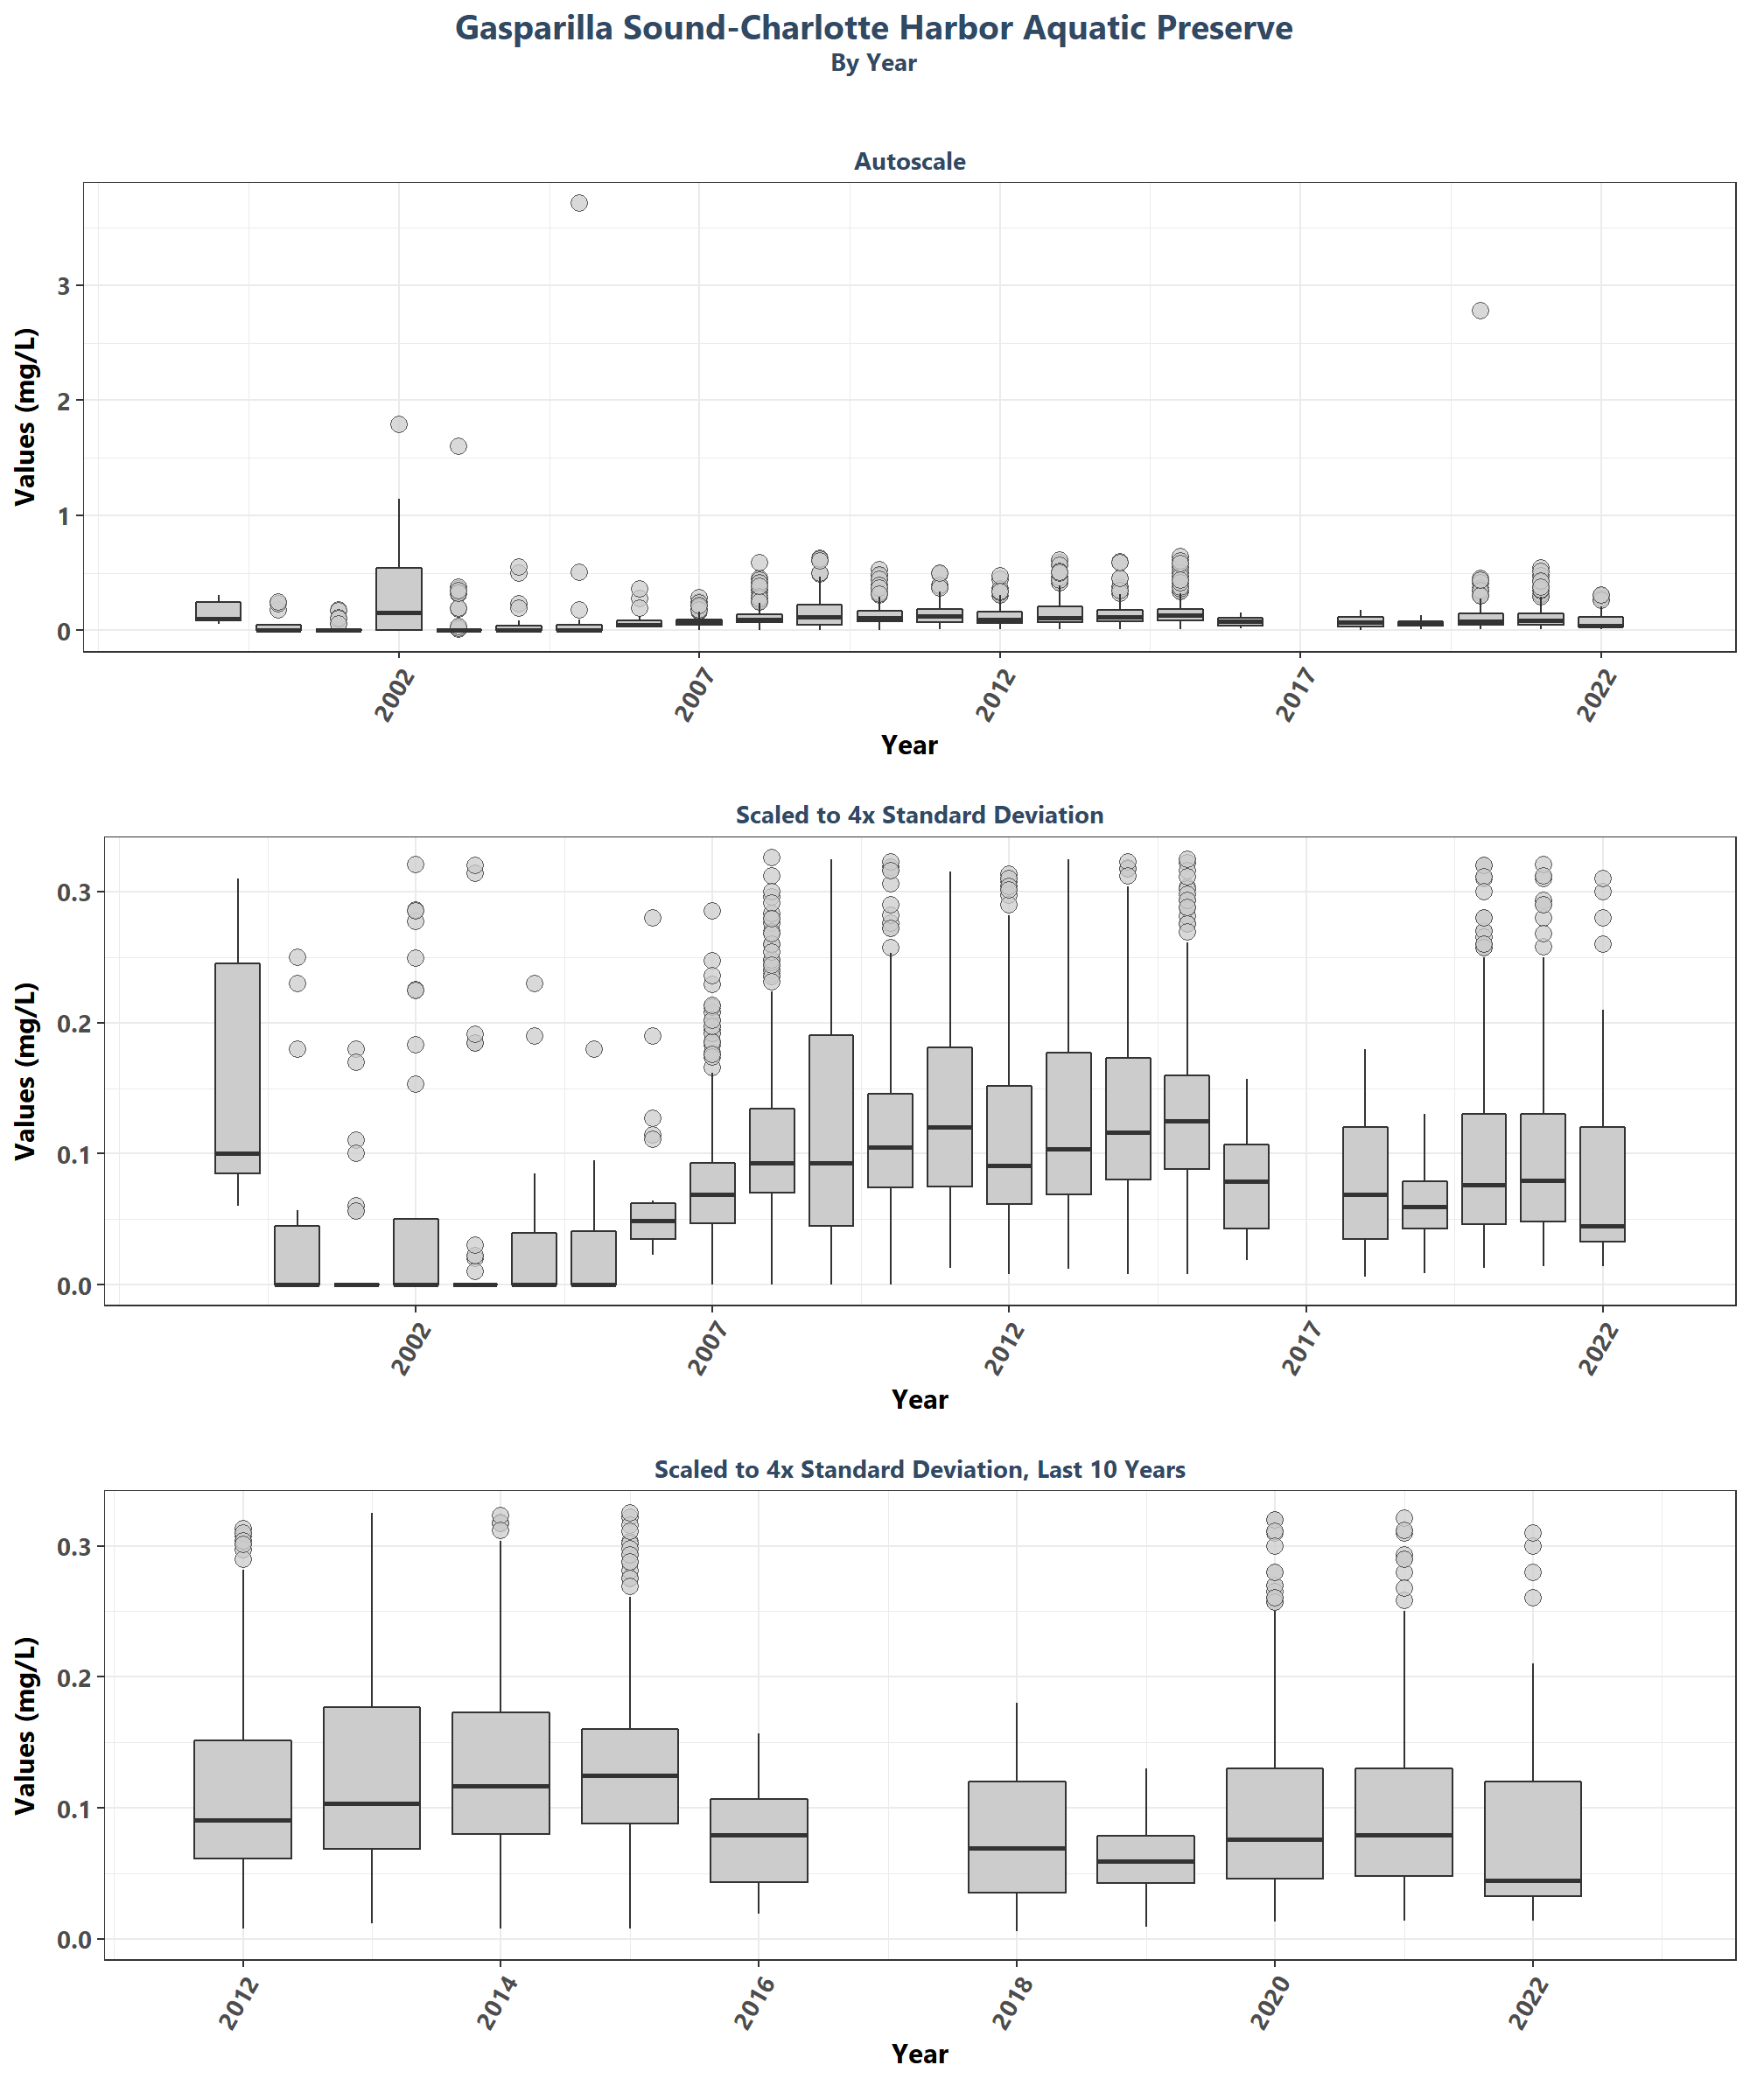 Gasparilla Sound-Charlotte Harbor Aquatic Preserve
By Year
Autoscale
Values (mg/L)
3
2
1
0
2002 2007 2012 2017 2022
Year
Scaled to 4x Standard Deviation
Values (mg/L)
0.3
0.2
0.1
0.0
2002 2007 2012 2017 2022
Year
Scaled to 4x Standard Deviation, Last 10 Years
Values (mg/L)
0.3
0.2
0.1
0.0
2012 2014 2016 2018 2020 2022
Year